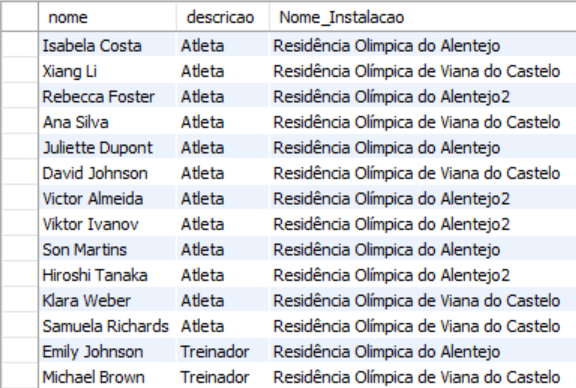 nome descricao Nome_Instalacao
Isabela Costa Atleta Residência Olimpica do Alentejo
Xiang Li Atleta Residência Olímpica de Viana do Castelo
Rebecca Foster Atleta Residência Olímpica do Alentejo2
Ana Silva Atleta Residência Olímpica de Viana do Castelo
Juliette Dupont Atleta Residência Olimpica do Alentejo
David Johnson Atleta Residência Olímpica de Viana do Castelo
Victor Almeida Atleta Residência Olímpica do Alentejo2
Viktor Ivanov Atleta Residência Olímpica do Alentejo2
Son Martins Atleta Residência Olimpica do Alentejo
Hiroshi Tanaka Atleta Residência Olímpica do Alentejo2
Klara Weber Atleta Residência Olímpica de Viana do Castelo
Samuela Richards Atleta Residência Olímpica de Viana do Castelo
Emily Johnson Treinador Residência Olimpica do Alentejo
Michael Brown Treinador Residência Olímpica de Viana do Castelo